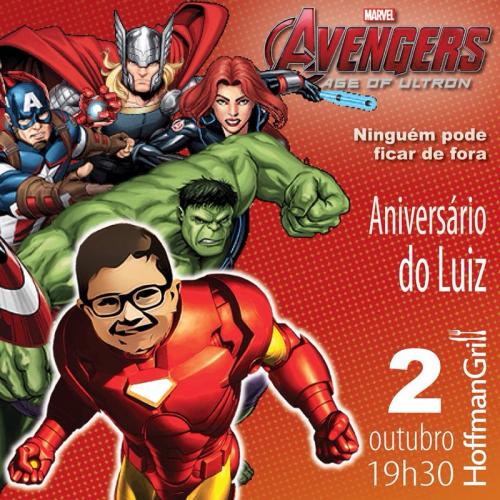 MARVEL
AVENGERS
AGE OF ULTRON
Ninguém pode
ficar de fora
Aniversário
do Luiz
2
outubro
19h30
HoffmanGrill
A